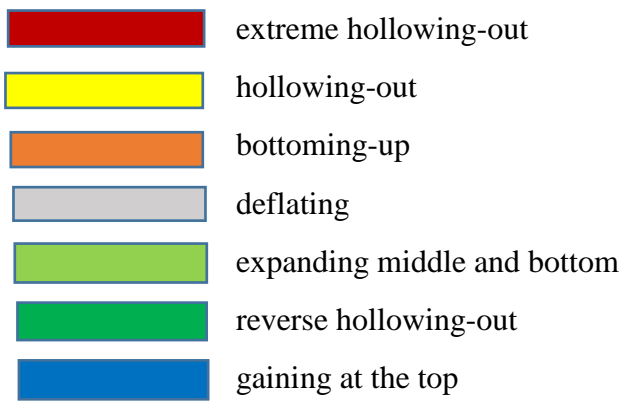 extreme hollowing-out
hollowing-out
bottoming-up
deflating
expanding middle and bottom
reverse hollowing-out
gaining at the top